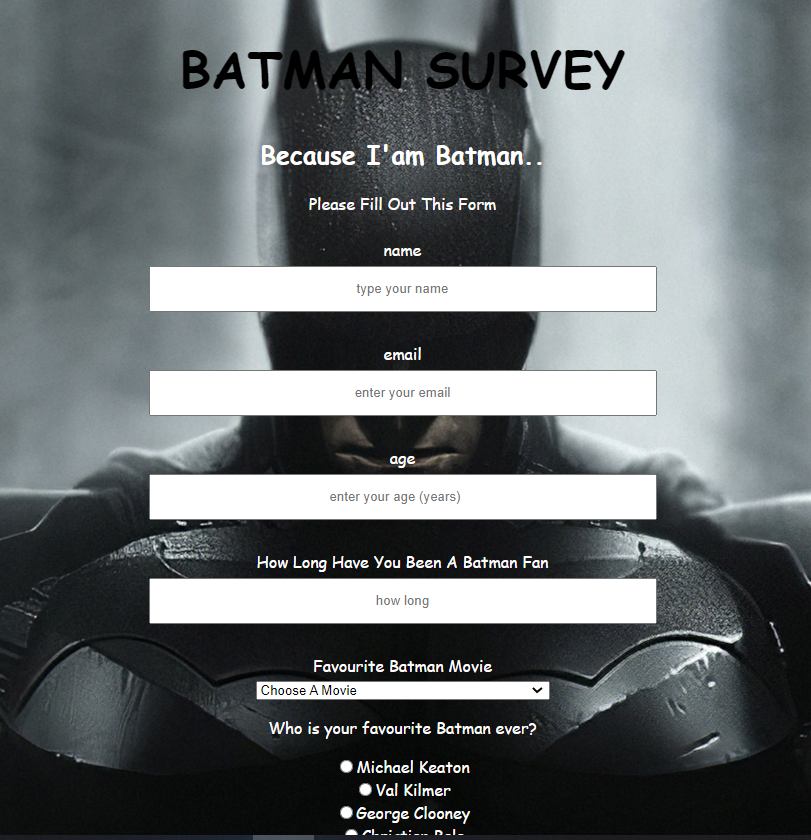 BATMAN SURVEY
Because I'am Batman..
Please Fill Out This Form
name
type your name
email
enter your email
age
enter your age (years)
How Long Have You Been A Batman Fan
how long
Favourite Batman Movie
Choose A Movie
Who is your favourite Batman ever?
Michael Keaton
Val Kilmer
George Clooney
Christian Bale